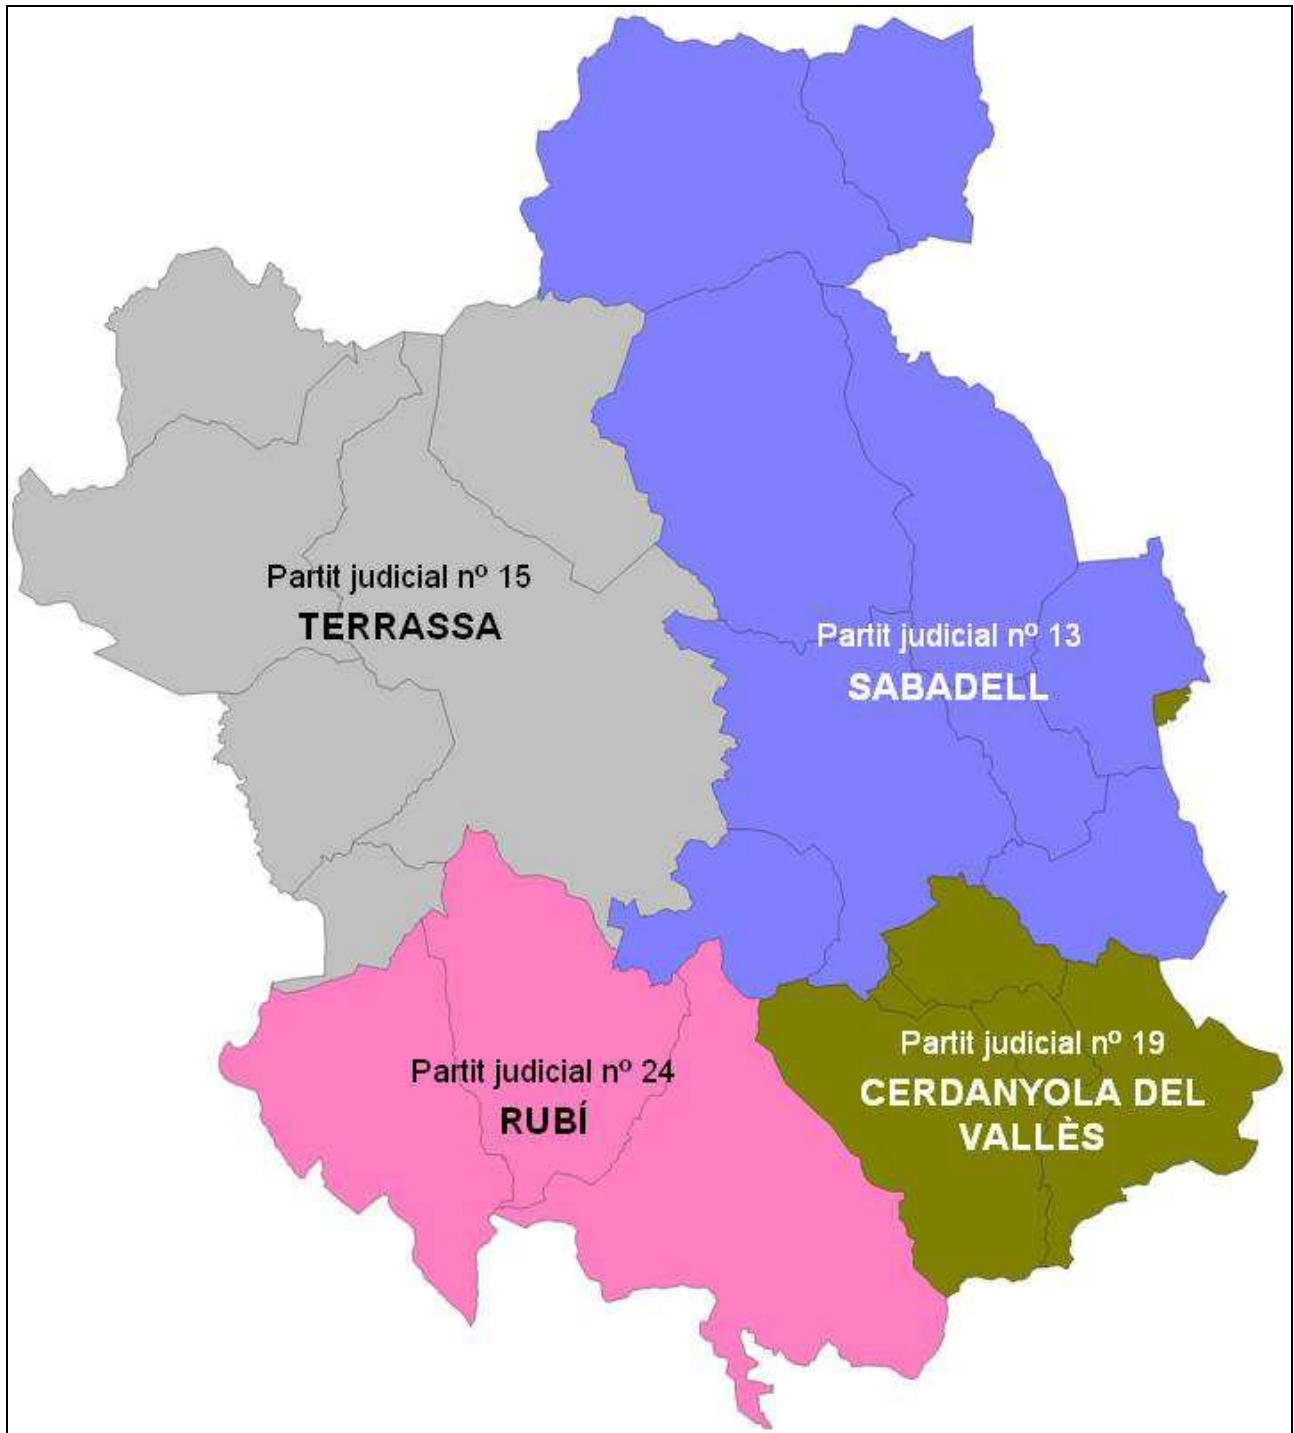 Partit judicial nº 15
TERRASSA
Partit judicial nº 13
SABADELL
Partit judicial nº 24
RUBÍ
Partit judicial nº 19
CERDANYOLA DEL
VALLÈS